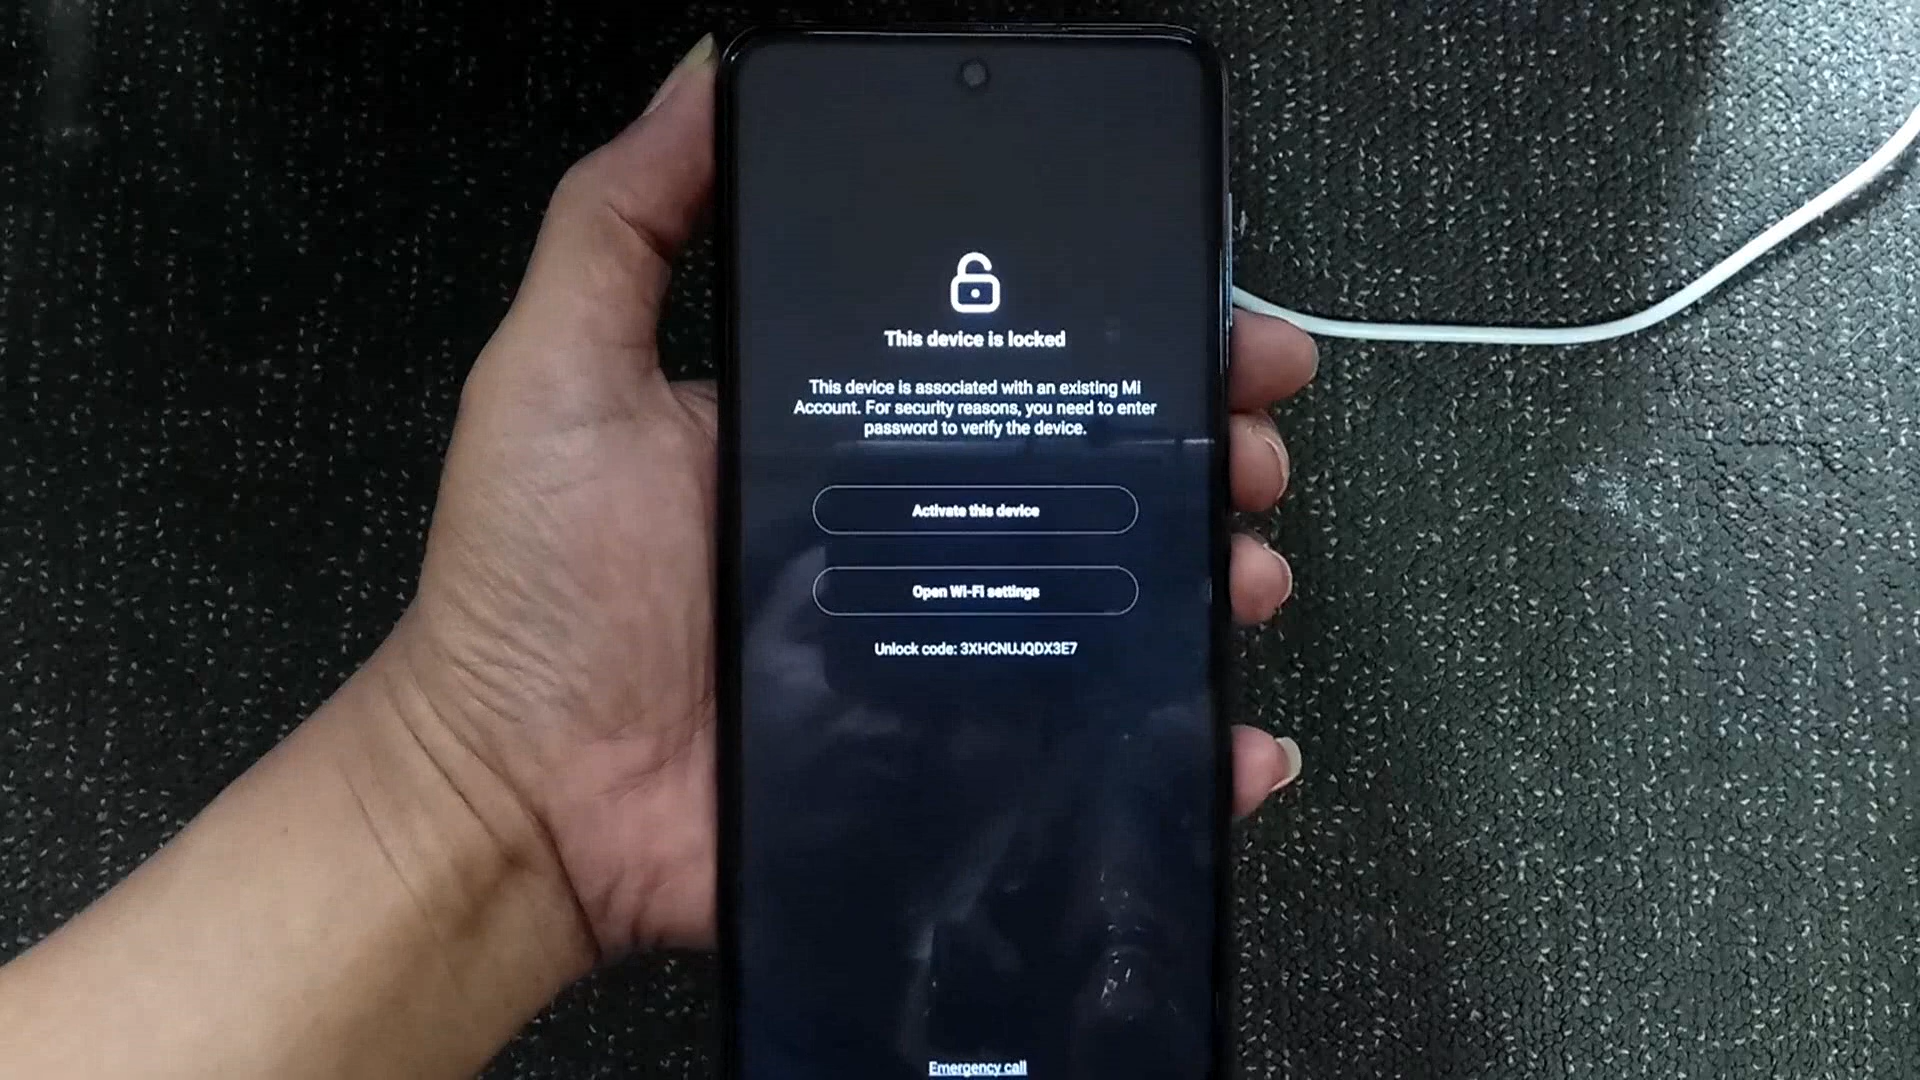 This device is locked
This device is associated with an existing Mi
Account. For security reasons, you need to enter
password to verify the device.
Activate this device
Open Wi-Fi settings
Unlock code: 3XHCNUJQDX3E7
Emergency call